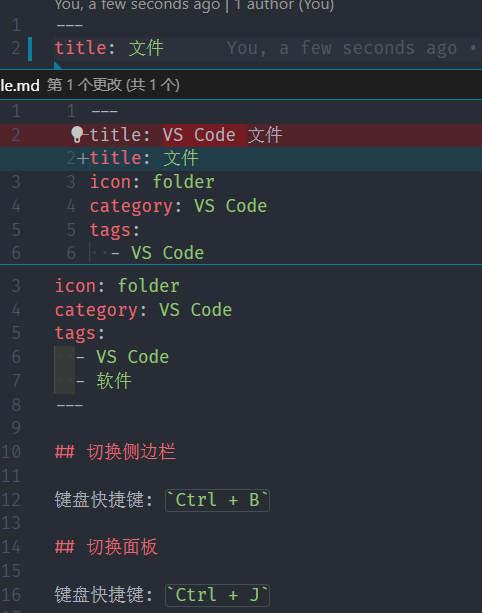 You, a few seconds ago | 1 author (You)
1 ---
2 title: 文件 You, a few seconds ago •
le.md 第 1 个更改 (共 1 个)
1 1 ---
2 -title: VS Code 文件
2+title: 文件
3 3 icon: folder
4 4 category: VS Code
5 5 tags:
6 6 - VS Code
3 icon: folder
4 category: VS Code
5 tags:
6 - VS Code
7 - 软件
8 ---
9
10 ## 切换侧边栏
11
12 键盘快捷键: `Ctrl + B`
13
14 ## 切换面板
15
16 键盘快捷键: `Ctrl + J`